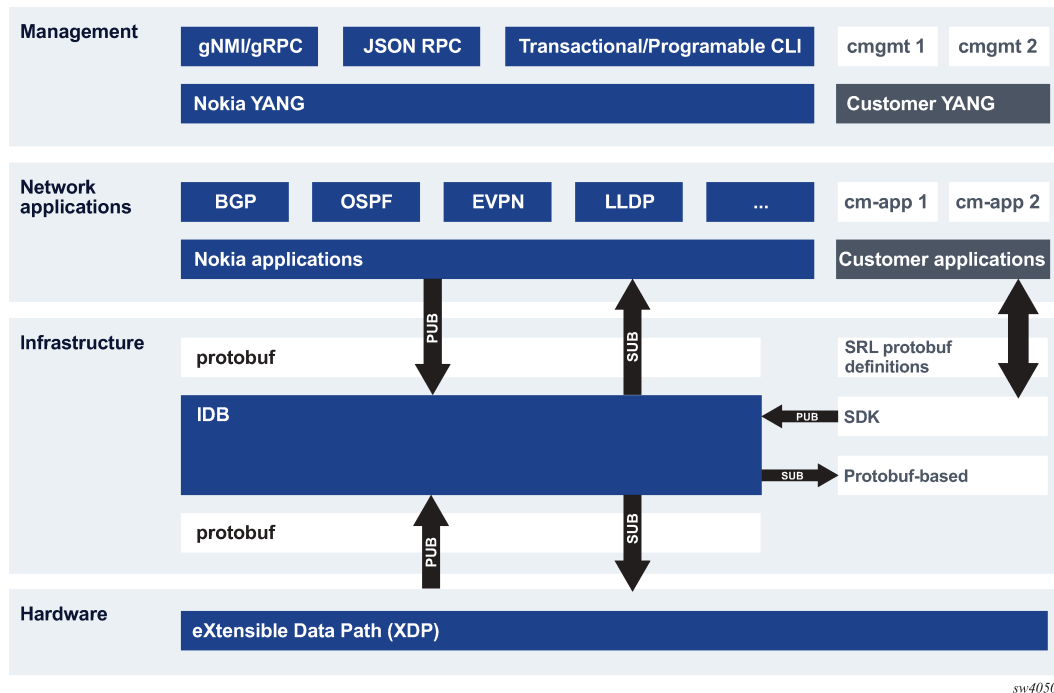 Management
gNMI/gRPC
JSON RPC
Transactional/Programable CLI
cmgmt 1
cmgmt 2
Nokia YANG
Customer YANG
Network
applications
BGP
OSPF
EVPN
LLDP
...
cm-app 1
cm-app 2
Nokia applications
Customer applications
PUB
SUB
Infrastructure
protobuf
SRL protobuf
definitions
IDB
PUB
SDK
SUB
Protobuf-based
protobuf
PUB
SUB
Hardware
eXtensible Data Path (XDP)
sw4050